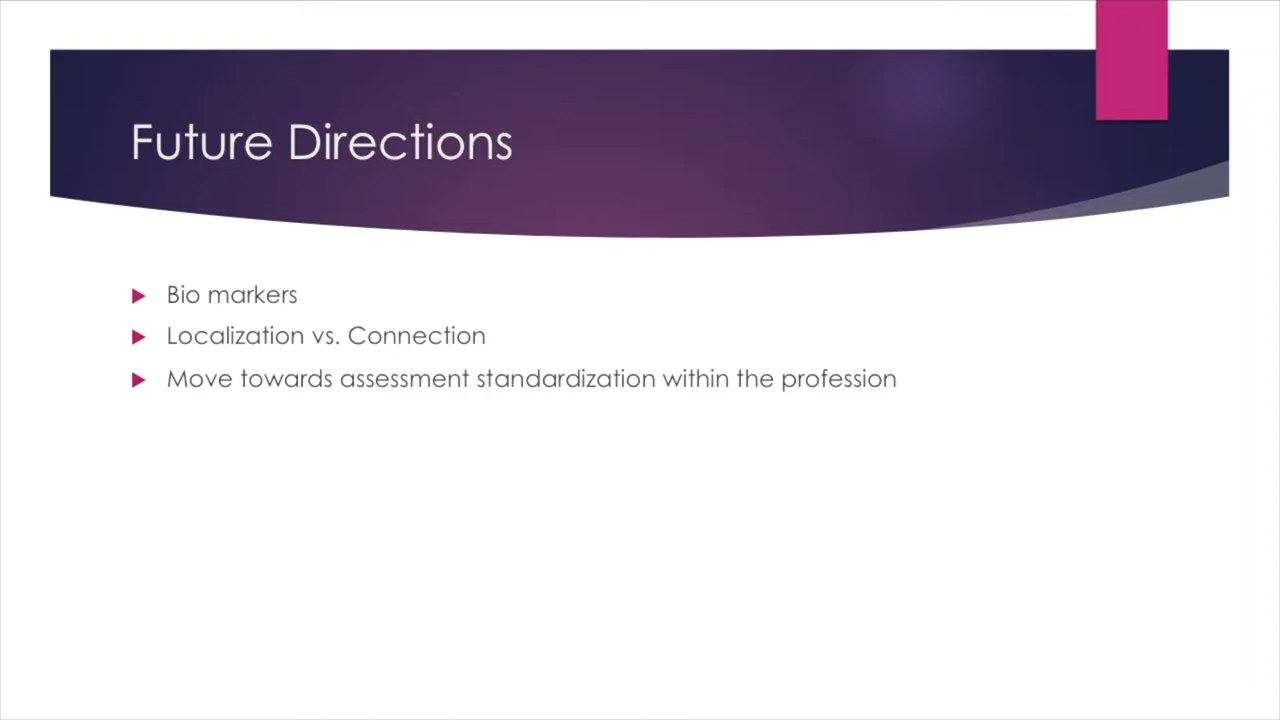 Future Directions
Bio markers
Localization vs. Connection
Move towards assessment standardization within the profession